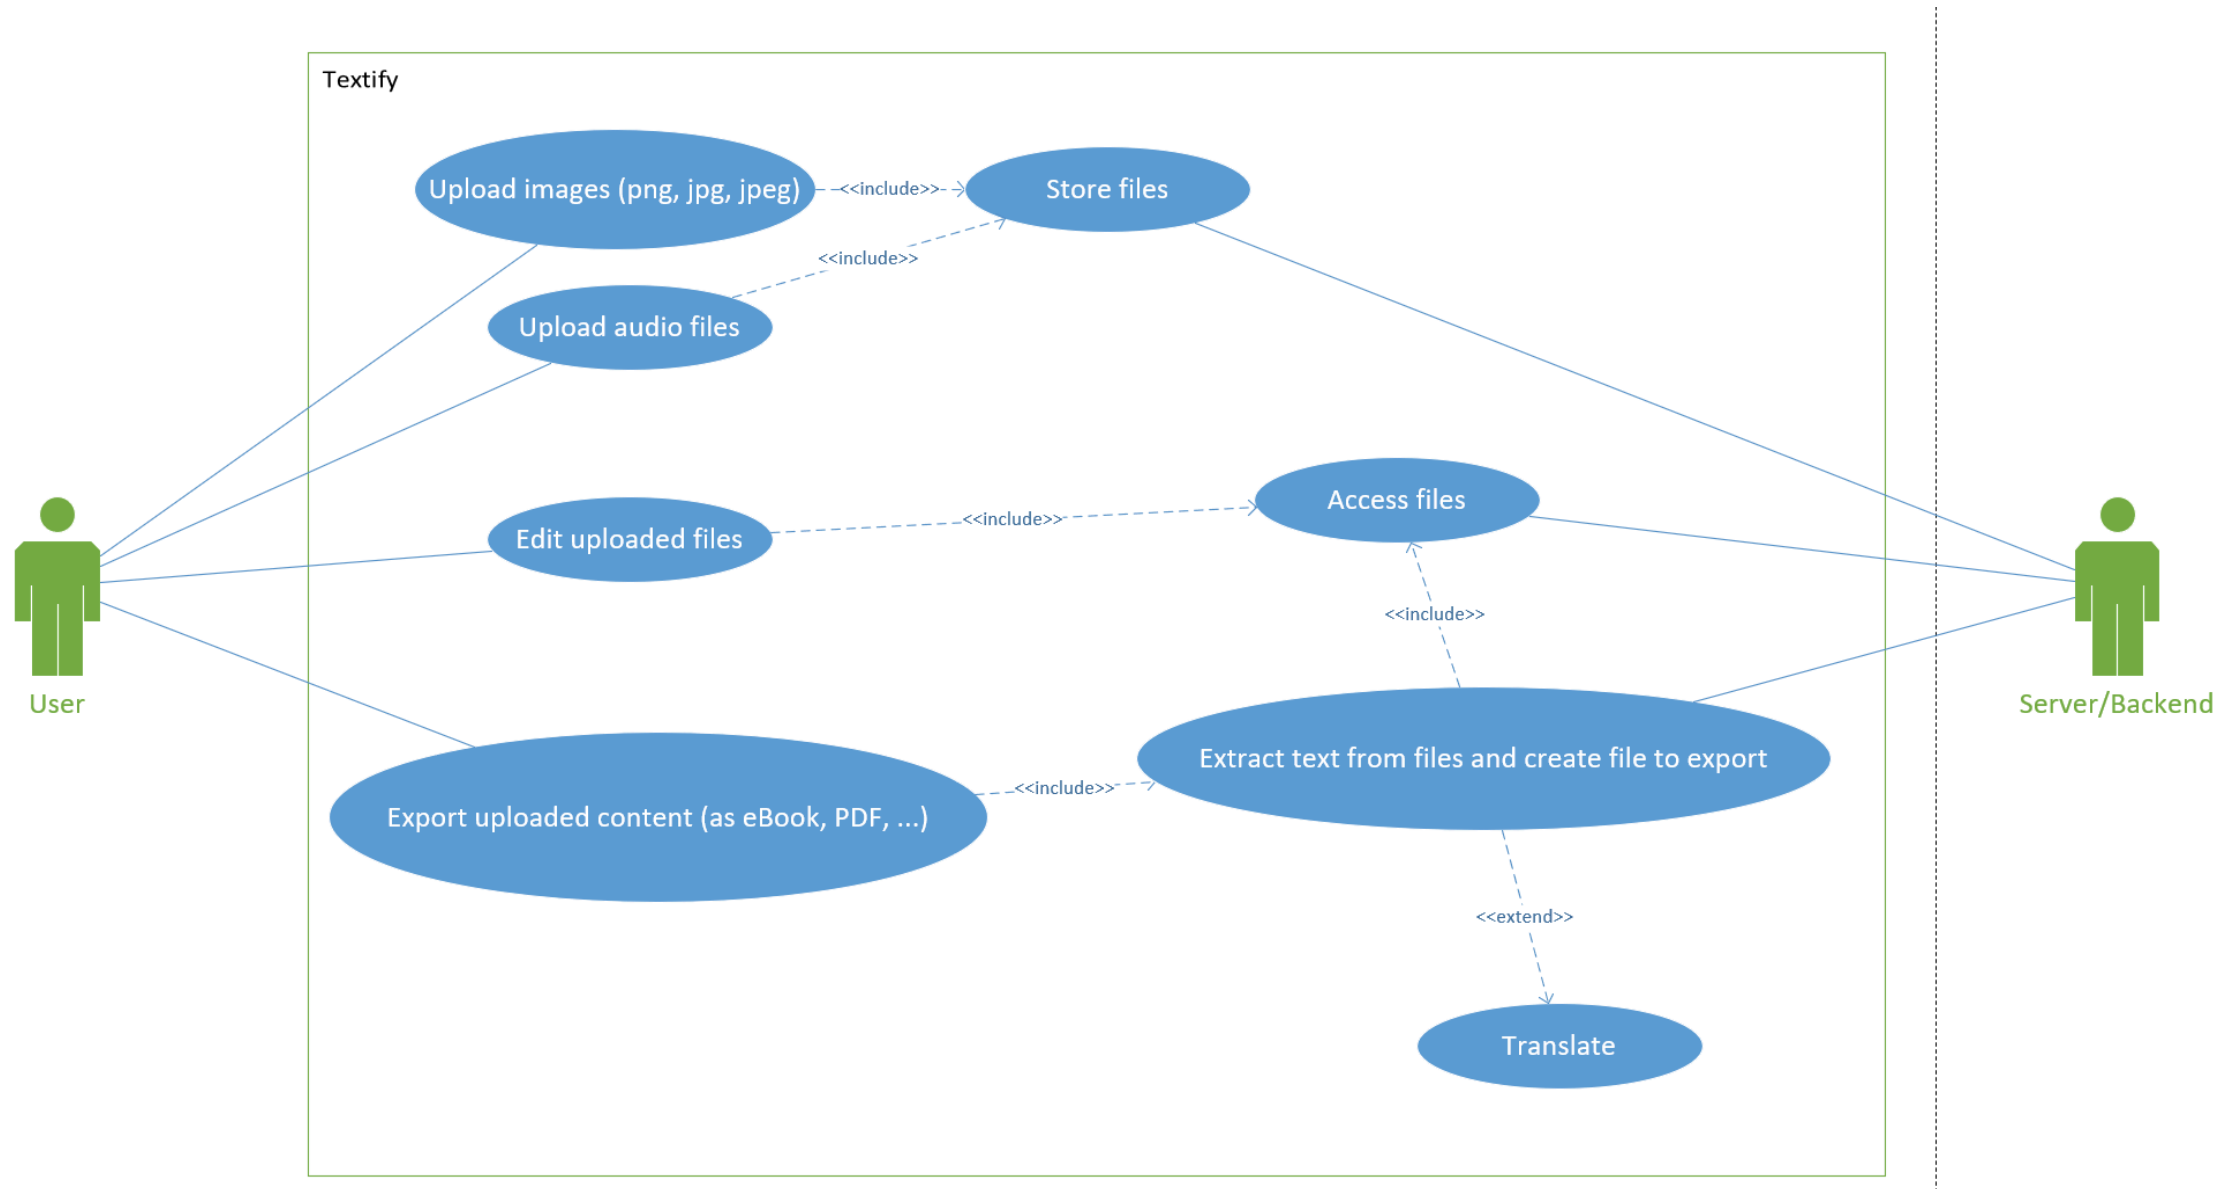 Textify
Upload images (png, jpg, jpeg)
<<include>>
Store files
<<include>>
Upload audio files
Access files
Edit uploaded files
<<include>>
<<include>>
User
Server/Backend
Extract text from files and create file to export
<<include>>
Export uploaded content (as eBook, PDF, ...)
<<extend>>
Translate